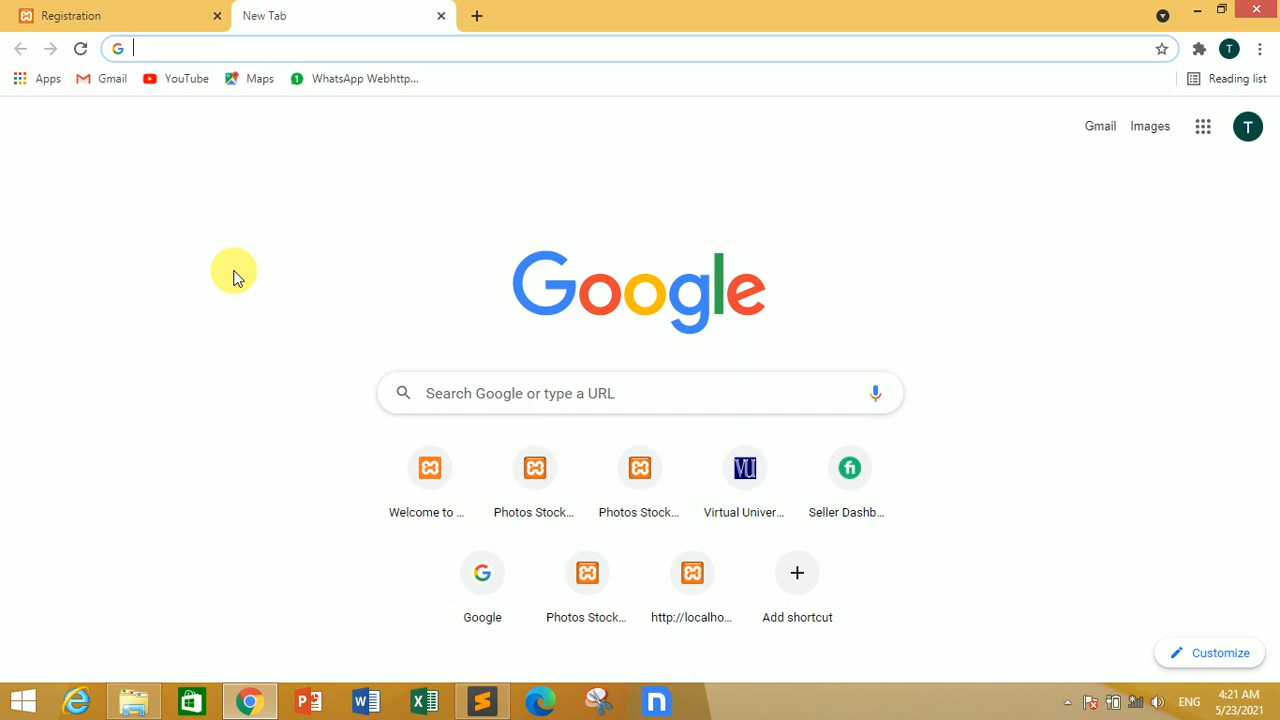 Registration
New Tab
Apps
Gmail
YouTube
Maps
WhatsApp Webhttp...
Reading list
T
Gmail
Images
T
Google
Search Google or type a URL
Welcome to ...
Photos Stock...
Photos Stock...
VU
Virtual Univer...
fi
Seller Dashb...
Google
Photos Stock...
http://localho...
Add shortcut
Customize
ENG
4:21 AM
5/23/2021